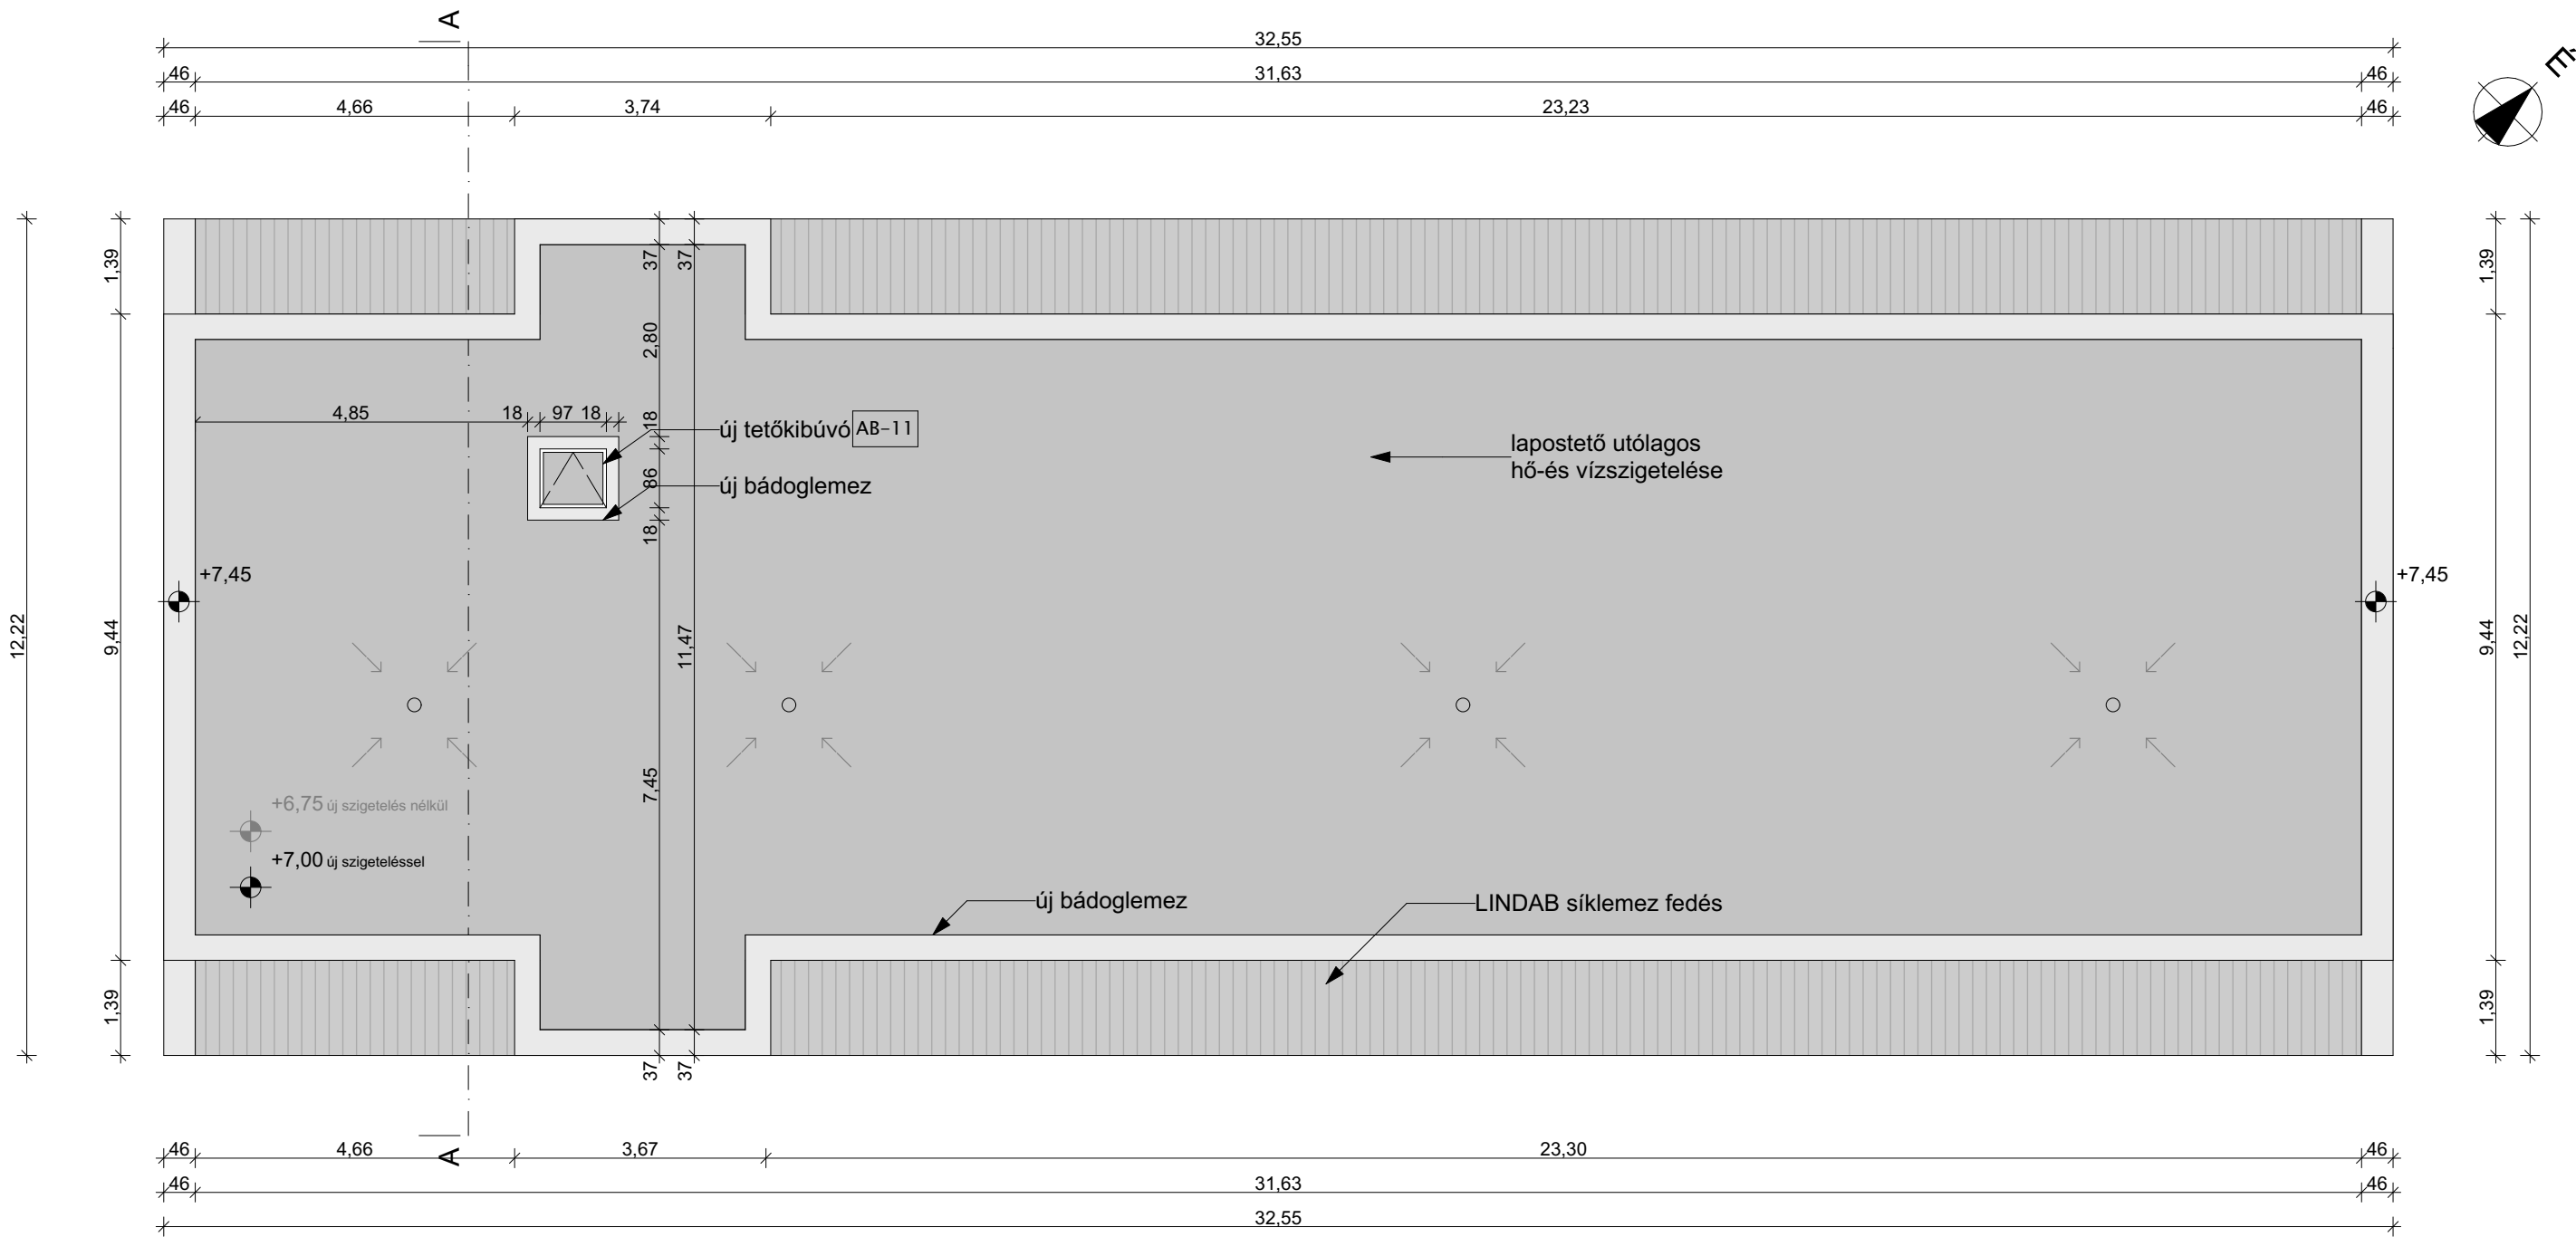 A
32,55
46 31,63 46
46 4,66 3,74 23,23 46
É
12,22
1,39
9,44
1,39
37
37
2,80
18
86
18
11,47
7,45
37
37
4,85 18 97 18
új tetőkibúvó AB-11
új bádoglemez
lapostető utólagos
hő-és vízszigetelése
+7,45
+7,45
+6,75 új szigetelés nélkül
+7,00 új szigeteléssel
új bádoglemez
LINDAB síklemez fedés
1,39
9,44
1,39
12,22
A
46 4,66 3,67 23,30 46
46 31,63 46
32,55